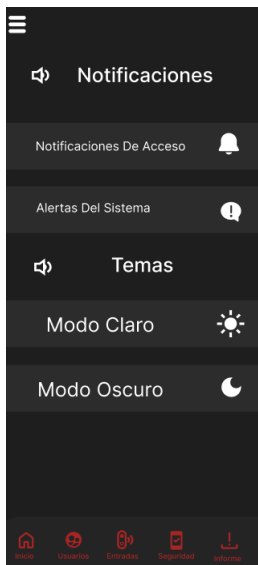 Notificaciones
Notificaciones De Acceso
Alertas Del Sistema
Temas
Modo Claro
Modo Oscuro
Inicio Usuarios Entradas Seguridad Informe